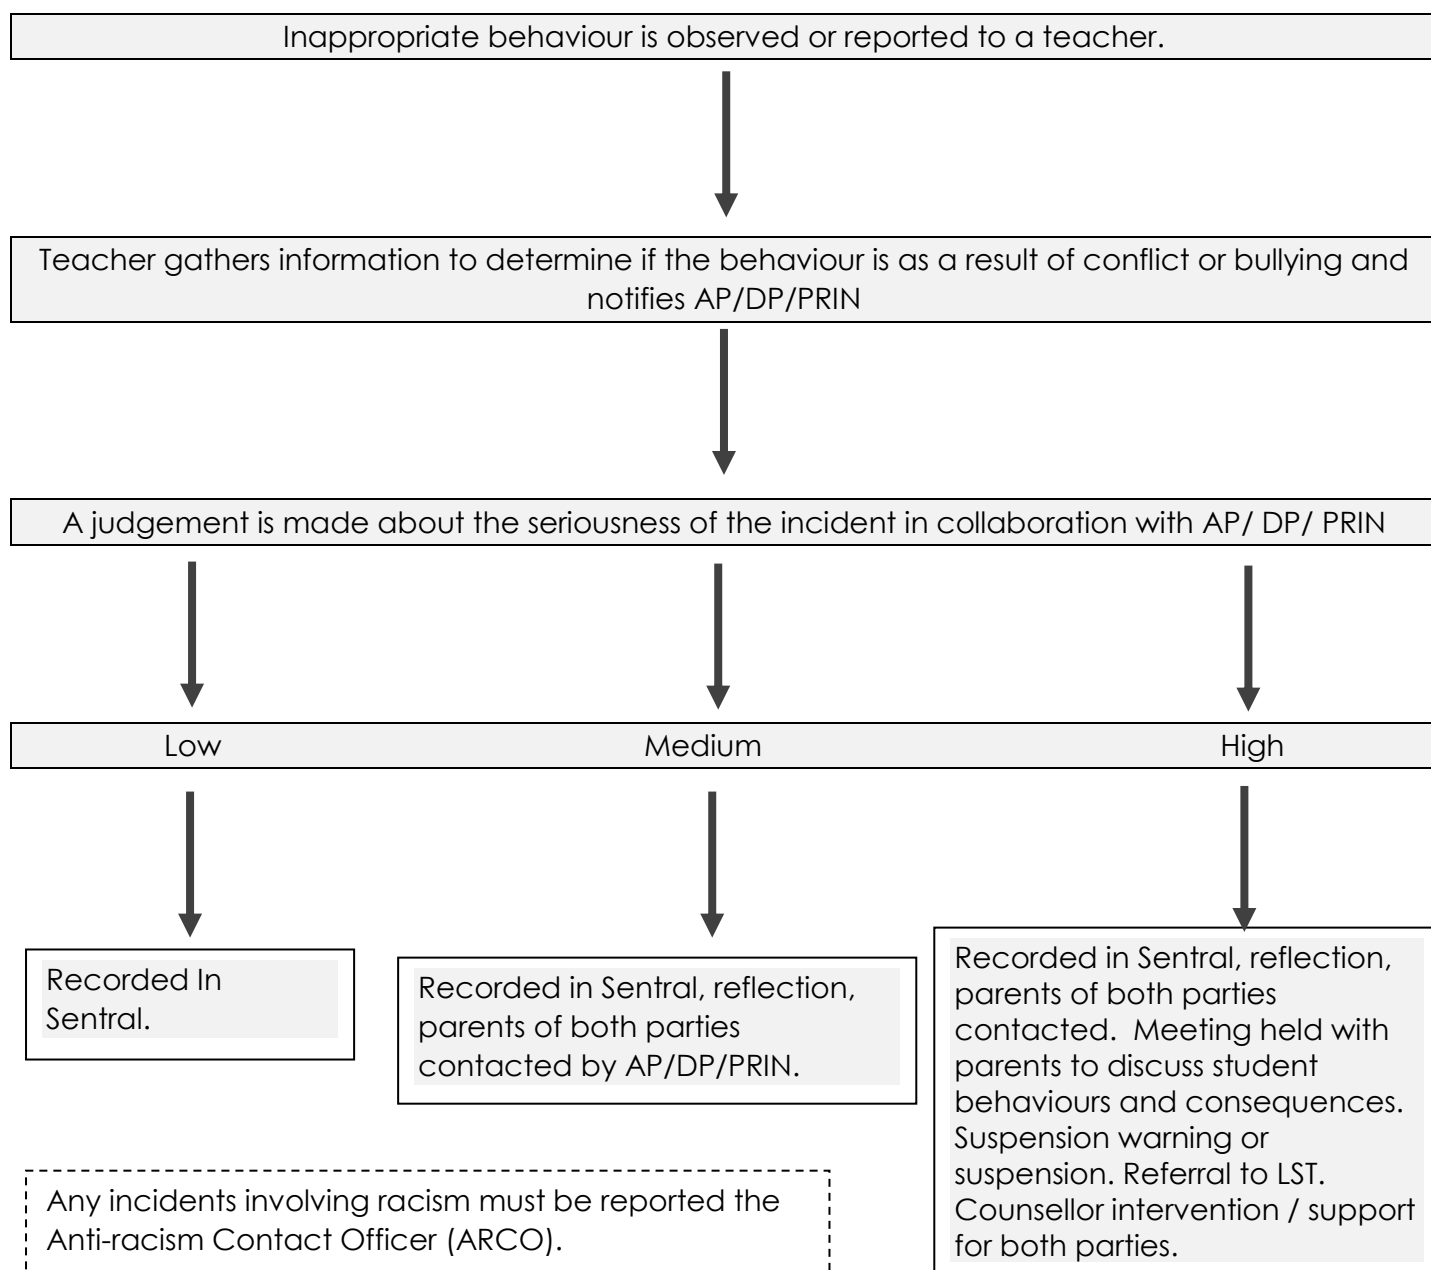 Inappropriate behaviour is observed or reported to a teacher.
Teacher gathers information to determine if the behaviour is as a result of conflict or bullying and
notifies AP/DP/PRIN
A judgement is made about the seriousness of the incident in collaboration with AP/ DP/ PRIN
Low
Medium
High
Recorded In
Sentral.
Recorded in Sentral, reflection,
parents of both parties
contacted by AP/DP/PRIN.
Recorded in Sentral, reflection,
parents of both parties
contacted.  Meeting held with
parents to discuss student
behaviours and consequences.
Suspension warning or
suspension. Referral to LST.
Counsellor intervention / support
for both parties.
Any incidents involving racism must be reported the
Anti-racism Contact Officer (ARCO).